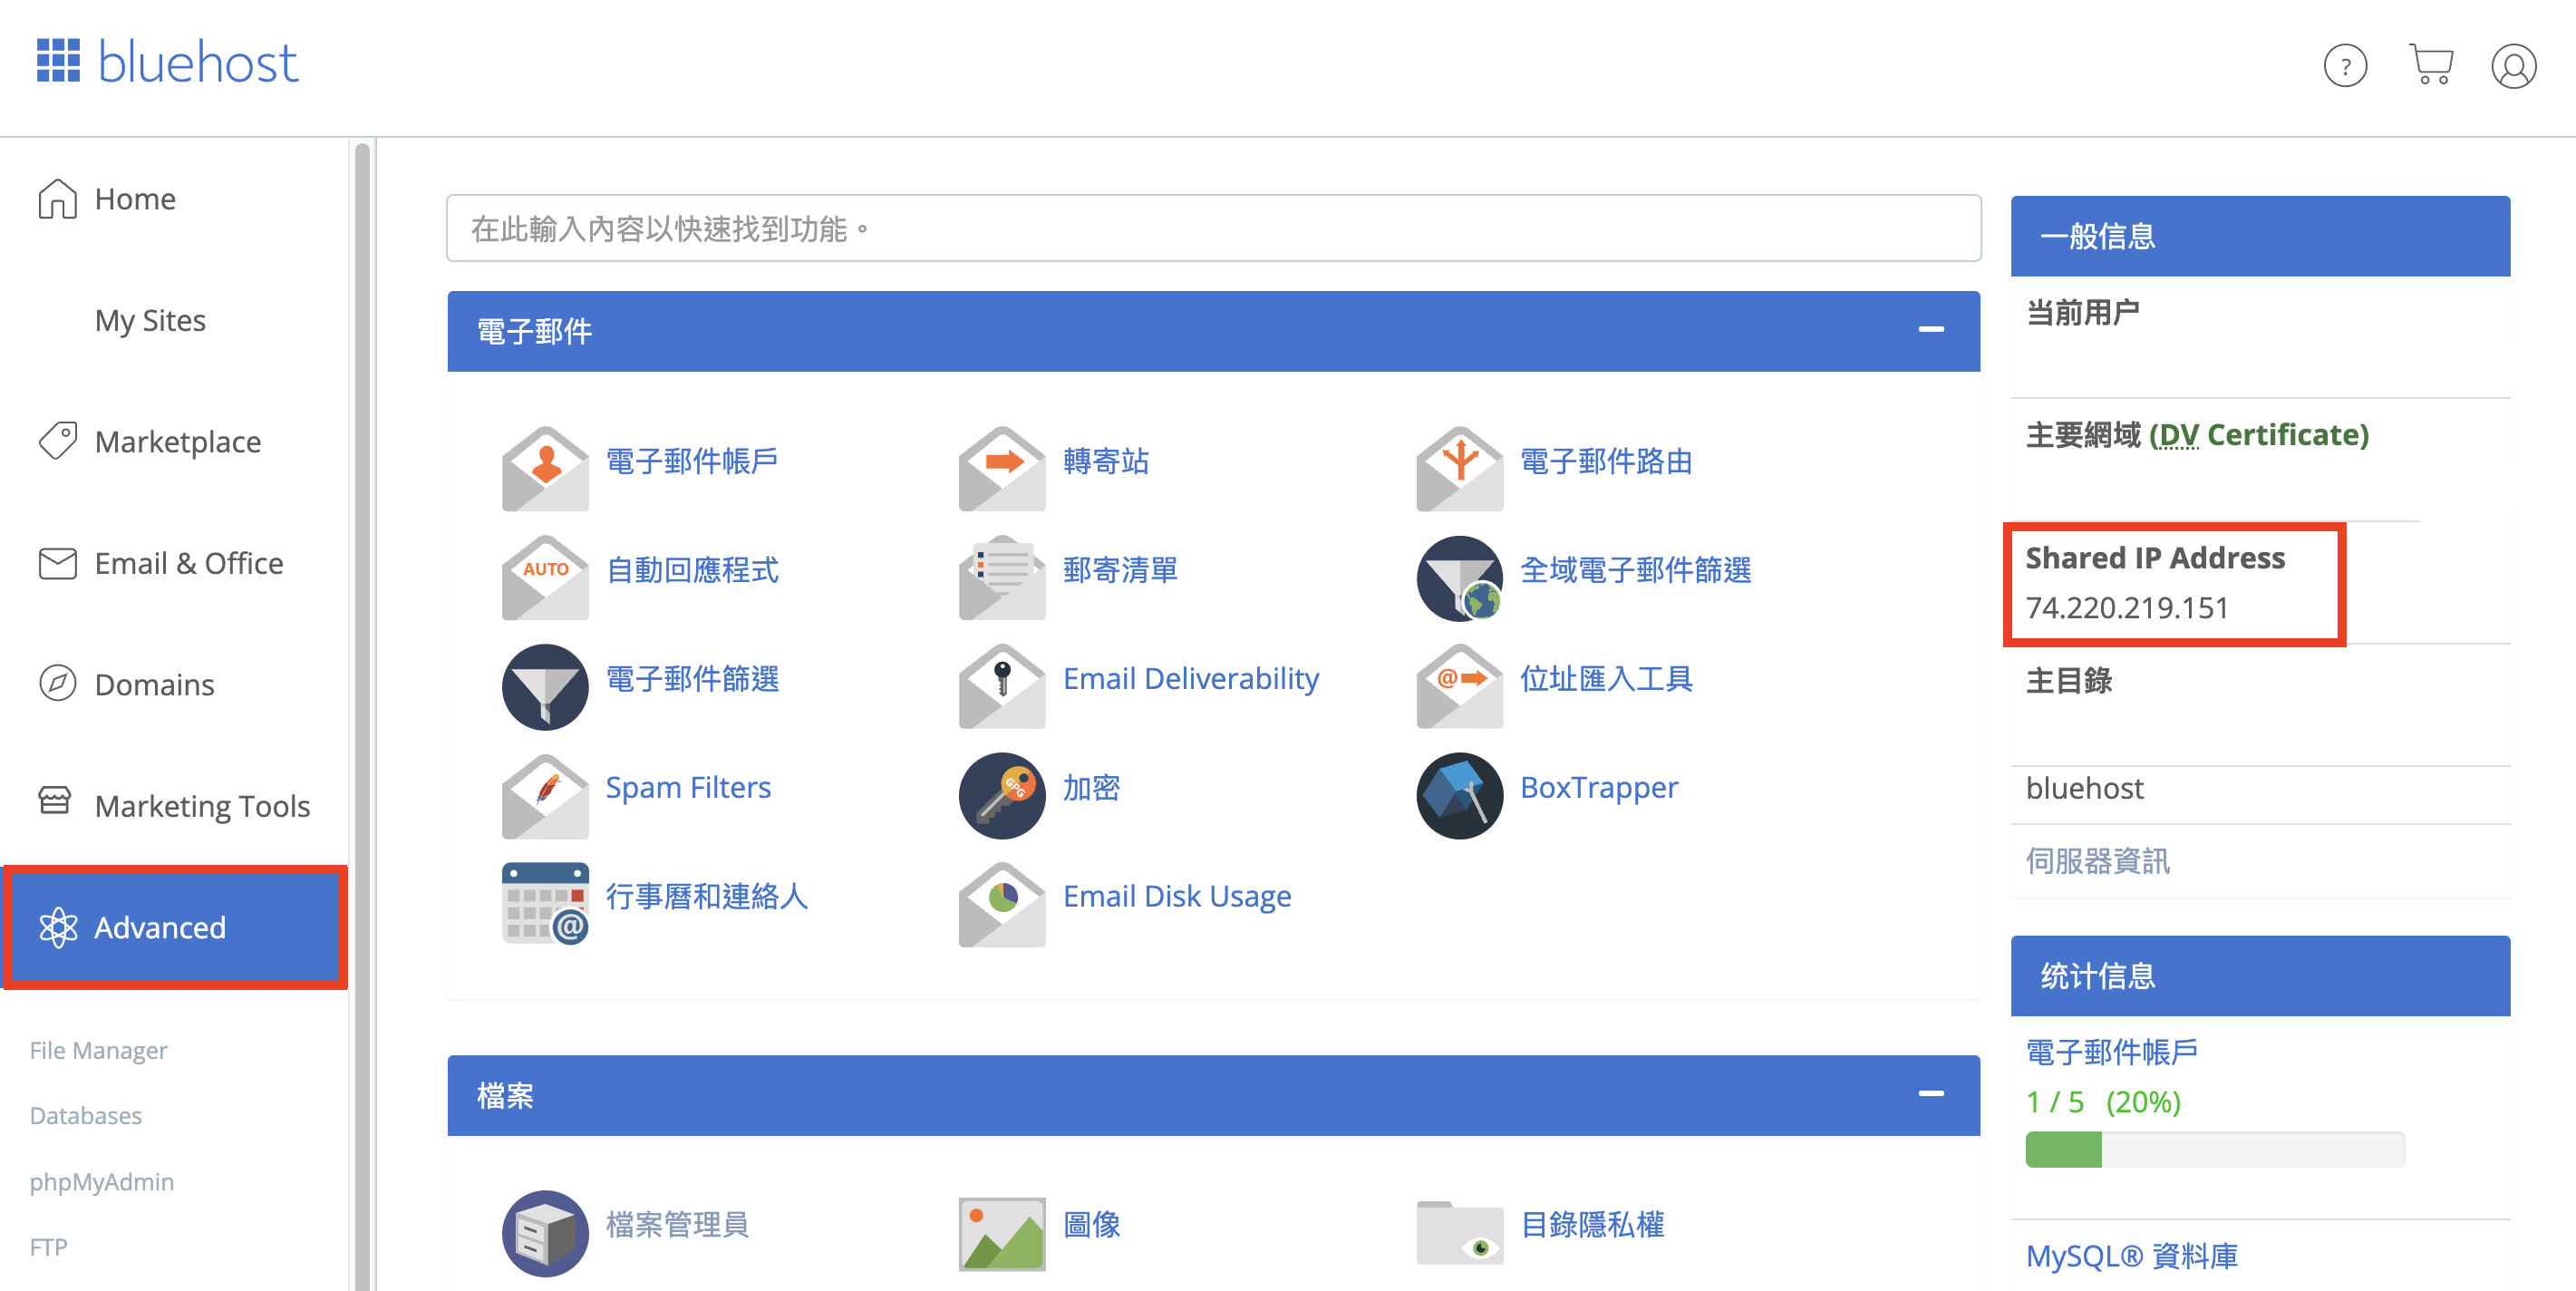 bluehost
?
Home
My Sites
Marketplace
Email & Office
Domains
Marketing Tools
Advanced
File Manager
Databases
phpMyAdmin
FTP
在此輸入內容以快速找到功能。
電子郵件
電子郵件帳戶
轉寄站
電子郵件路由
AUTO
自動回應程式
郵寄清單
全域電子郵件篩選
電子郵件篩選
Email Deliverability
@
位址匯入工具
Spam Filters
GPG
加密
BoxTrapper
@
行事曆和連絡人
Email Disk Usage
檔案
檔案管理員
圖像
目錄隱私權
一般信息
当前用户
主要網域 (DV Certificate)
Shared IP Address
74.220.219.151
主目錄
bluehost
伺服器資訊
统计信息
電子郵件帳戶
1 / 5 (20%)
MySQL® 資料庫